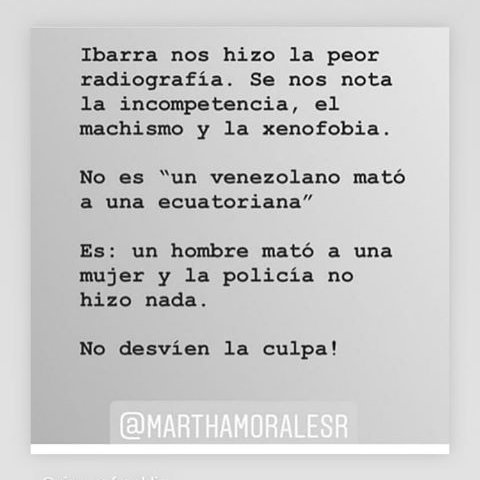 Ibarra nos hizo la peor
radiografía. Se nos nota
la incompetencia, el
machismo y la xenofobia.
No es “un venezolano mató
a una ecuatoriana”
Es: un hombre mató a una
mujer y la policía no
hizo nada.
No desvíen la culpa!
@MARTHAMORALESR